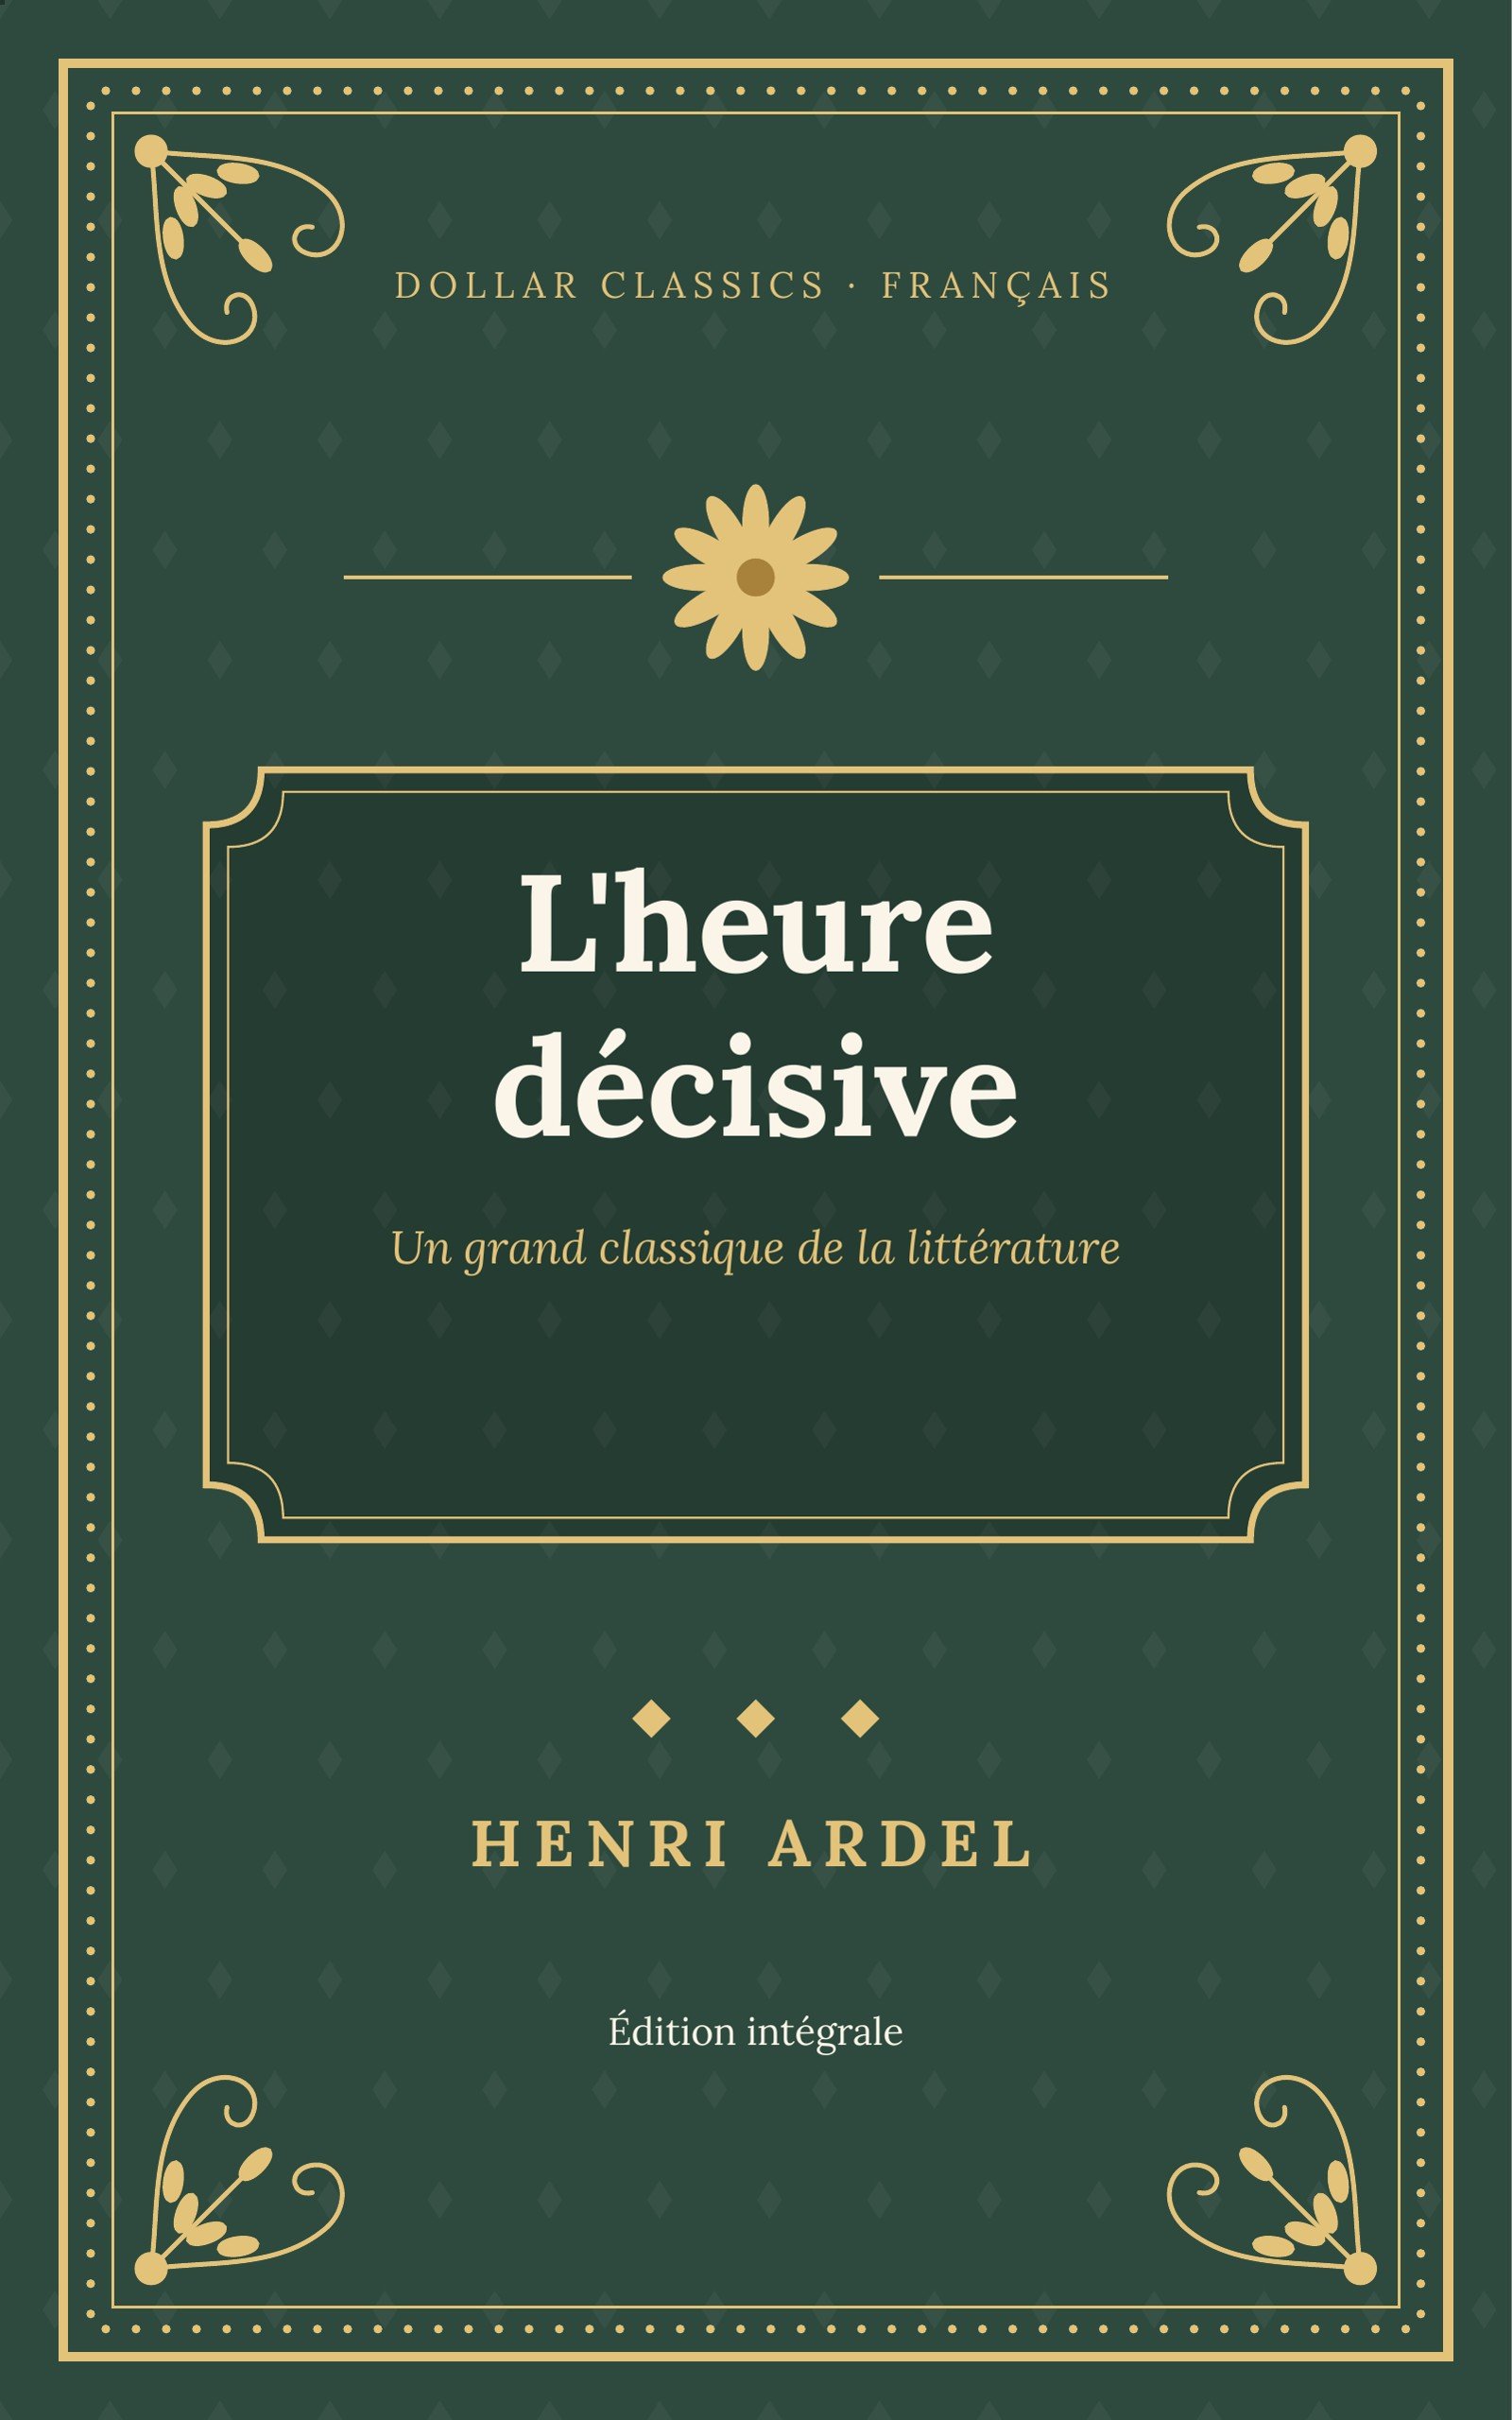 DOLLAR CLASSICS · FRANÇAIS
L'heure
décisive
Un grand classique de la littérature
HENRI ARDEL
Édition intégrale